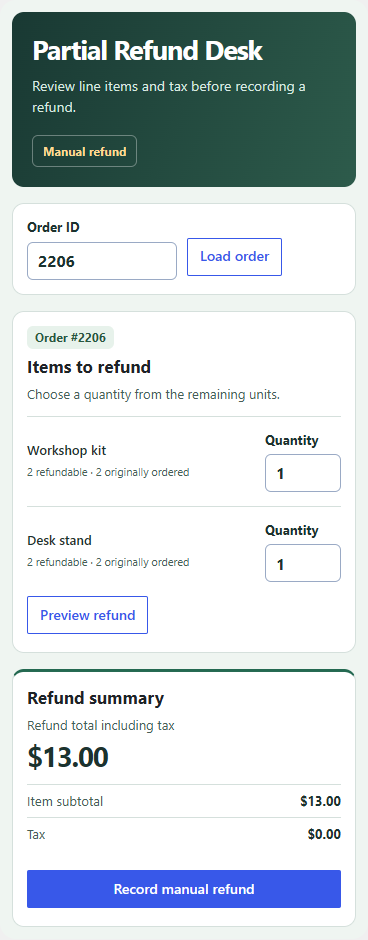 Partial Refund Desk
Review line items and tax before recording a
refund.
Manual refund
Order ID
2206
Load order
Order #2206
Items to refund
Choose a quantity from the remaining units.
Workshop kit
2 refundable · 2 originally ordered
Quantity
1
Desk stand
2 refundable · 2 originally ordered
Quantity
1
Preview refund
Refund summary
Refund total including tax
$13.00
Item subtotal $13.00
Tax $0.00
Record manual refund